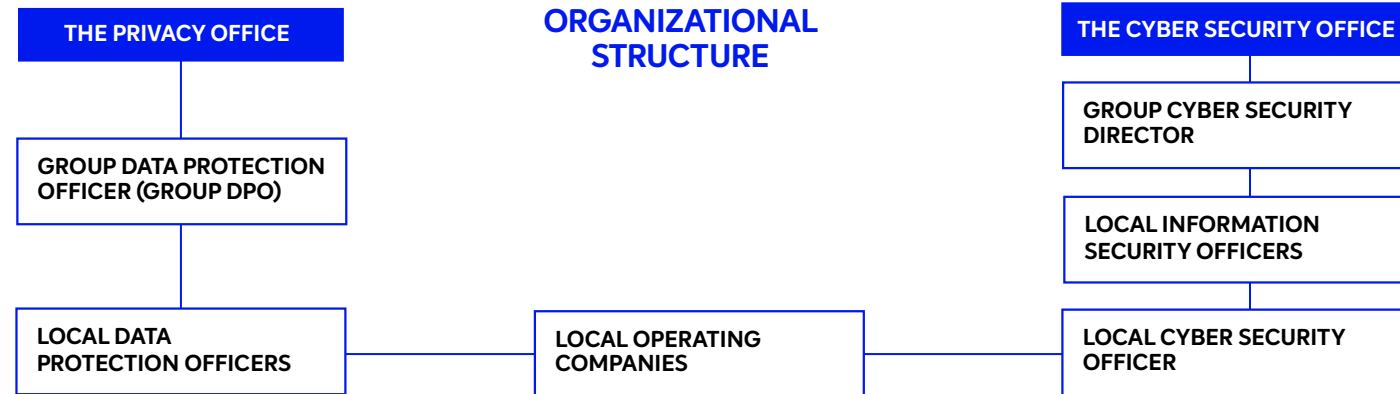 THE PRIVACY OFFICE
ORGANIZATIONAL
STRUCTURE
THE CYBER SECURITY OFFICE
GROUP DATA PROTECTION
OFFICER (GROUP DPO)
GROUP CYBER SECURITY
DIRECTOR
LOCAL INFORMATION
SECURITY OFFICERS
LOCAL DATA
PROTECTION OFFICERS
LOCAL OPERATING
COMPANIES
LOCAL CYBER SECURITY
OFFICER